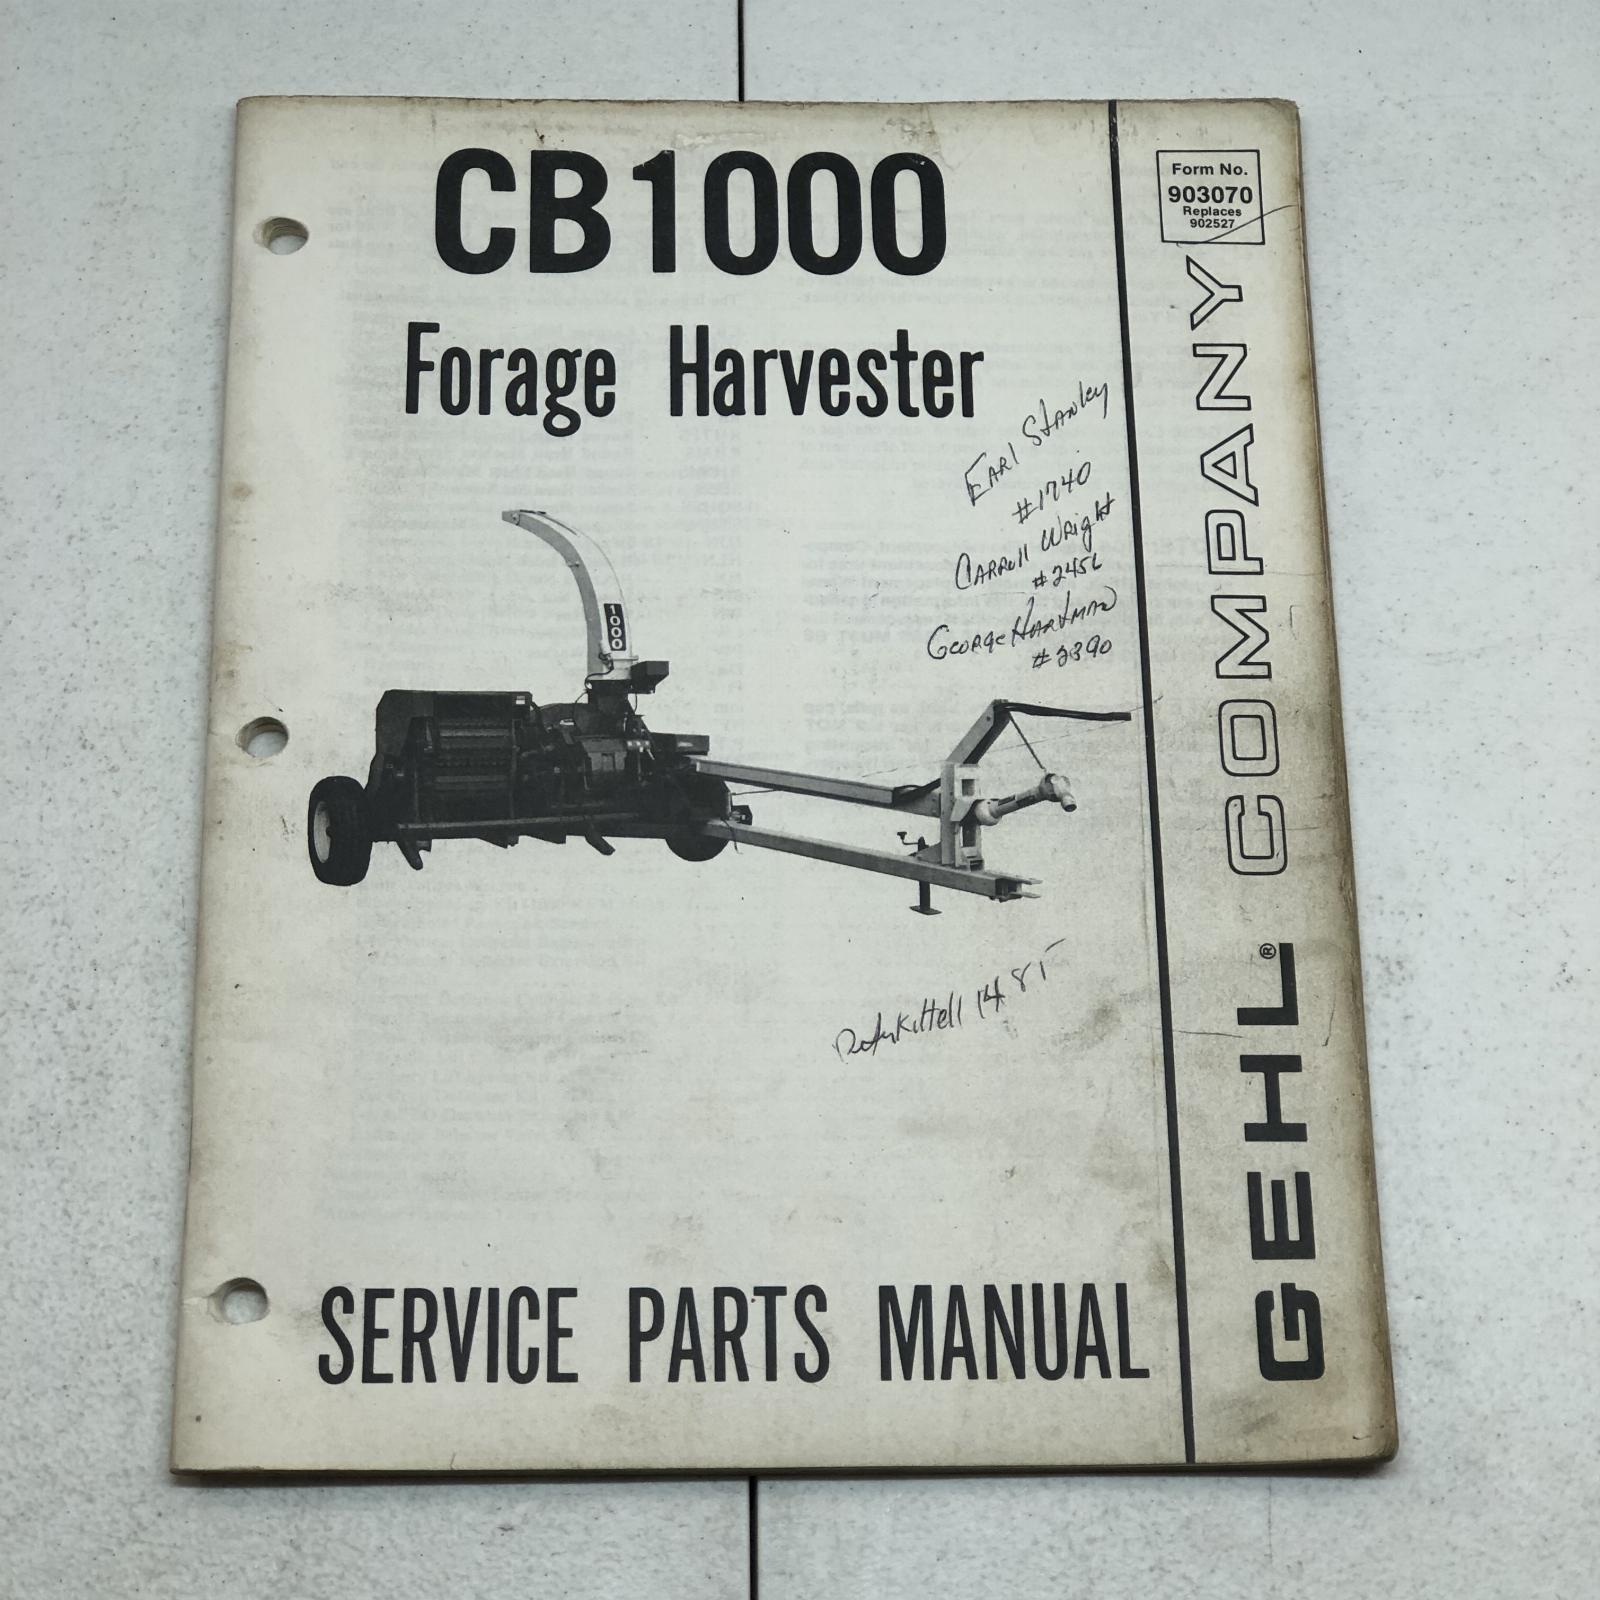 CB1000
Forage Harvester
Form No.
903070
Replaces
902527
Earl Stanley
#1740
Carroll Wright
#
George Hartman
#2390
1000
1481
SERVICE PARTS MANUAL
GEHL® COMPANY